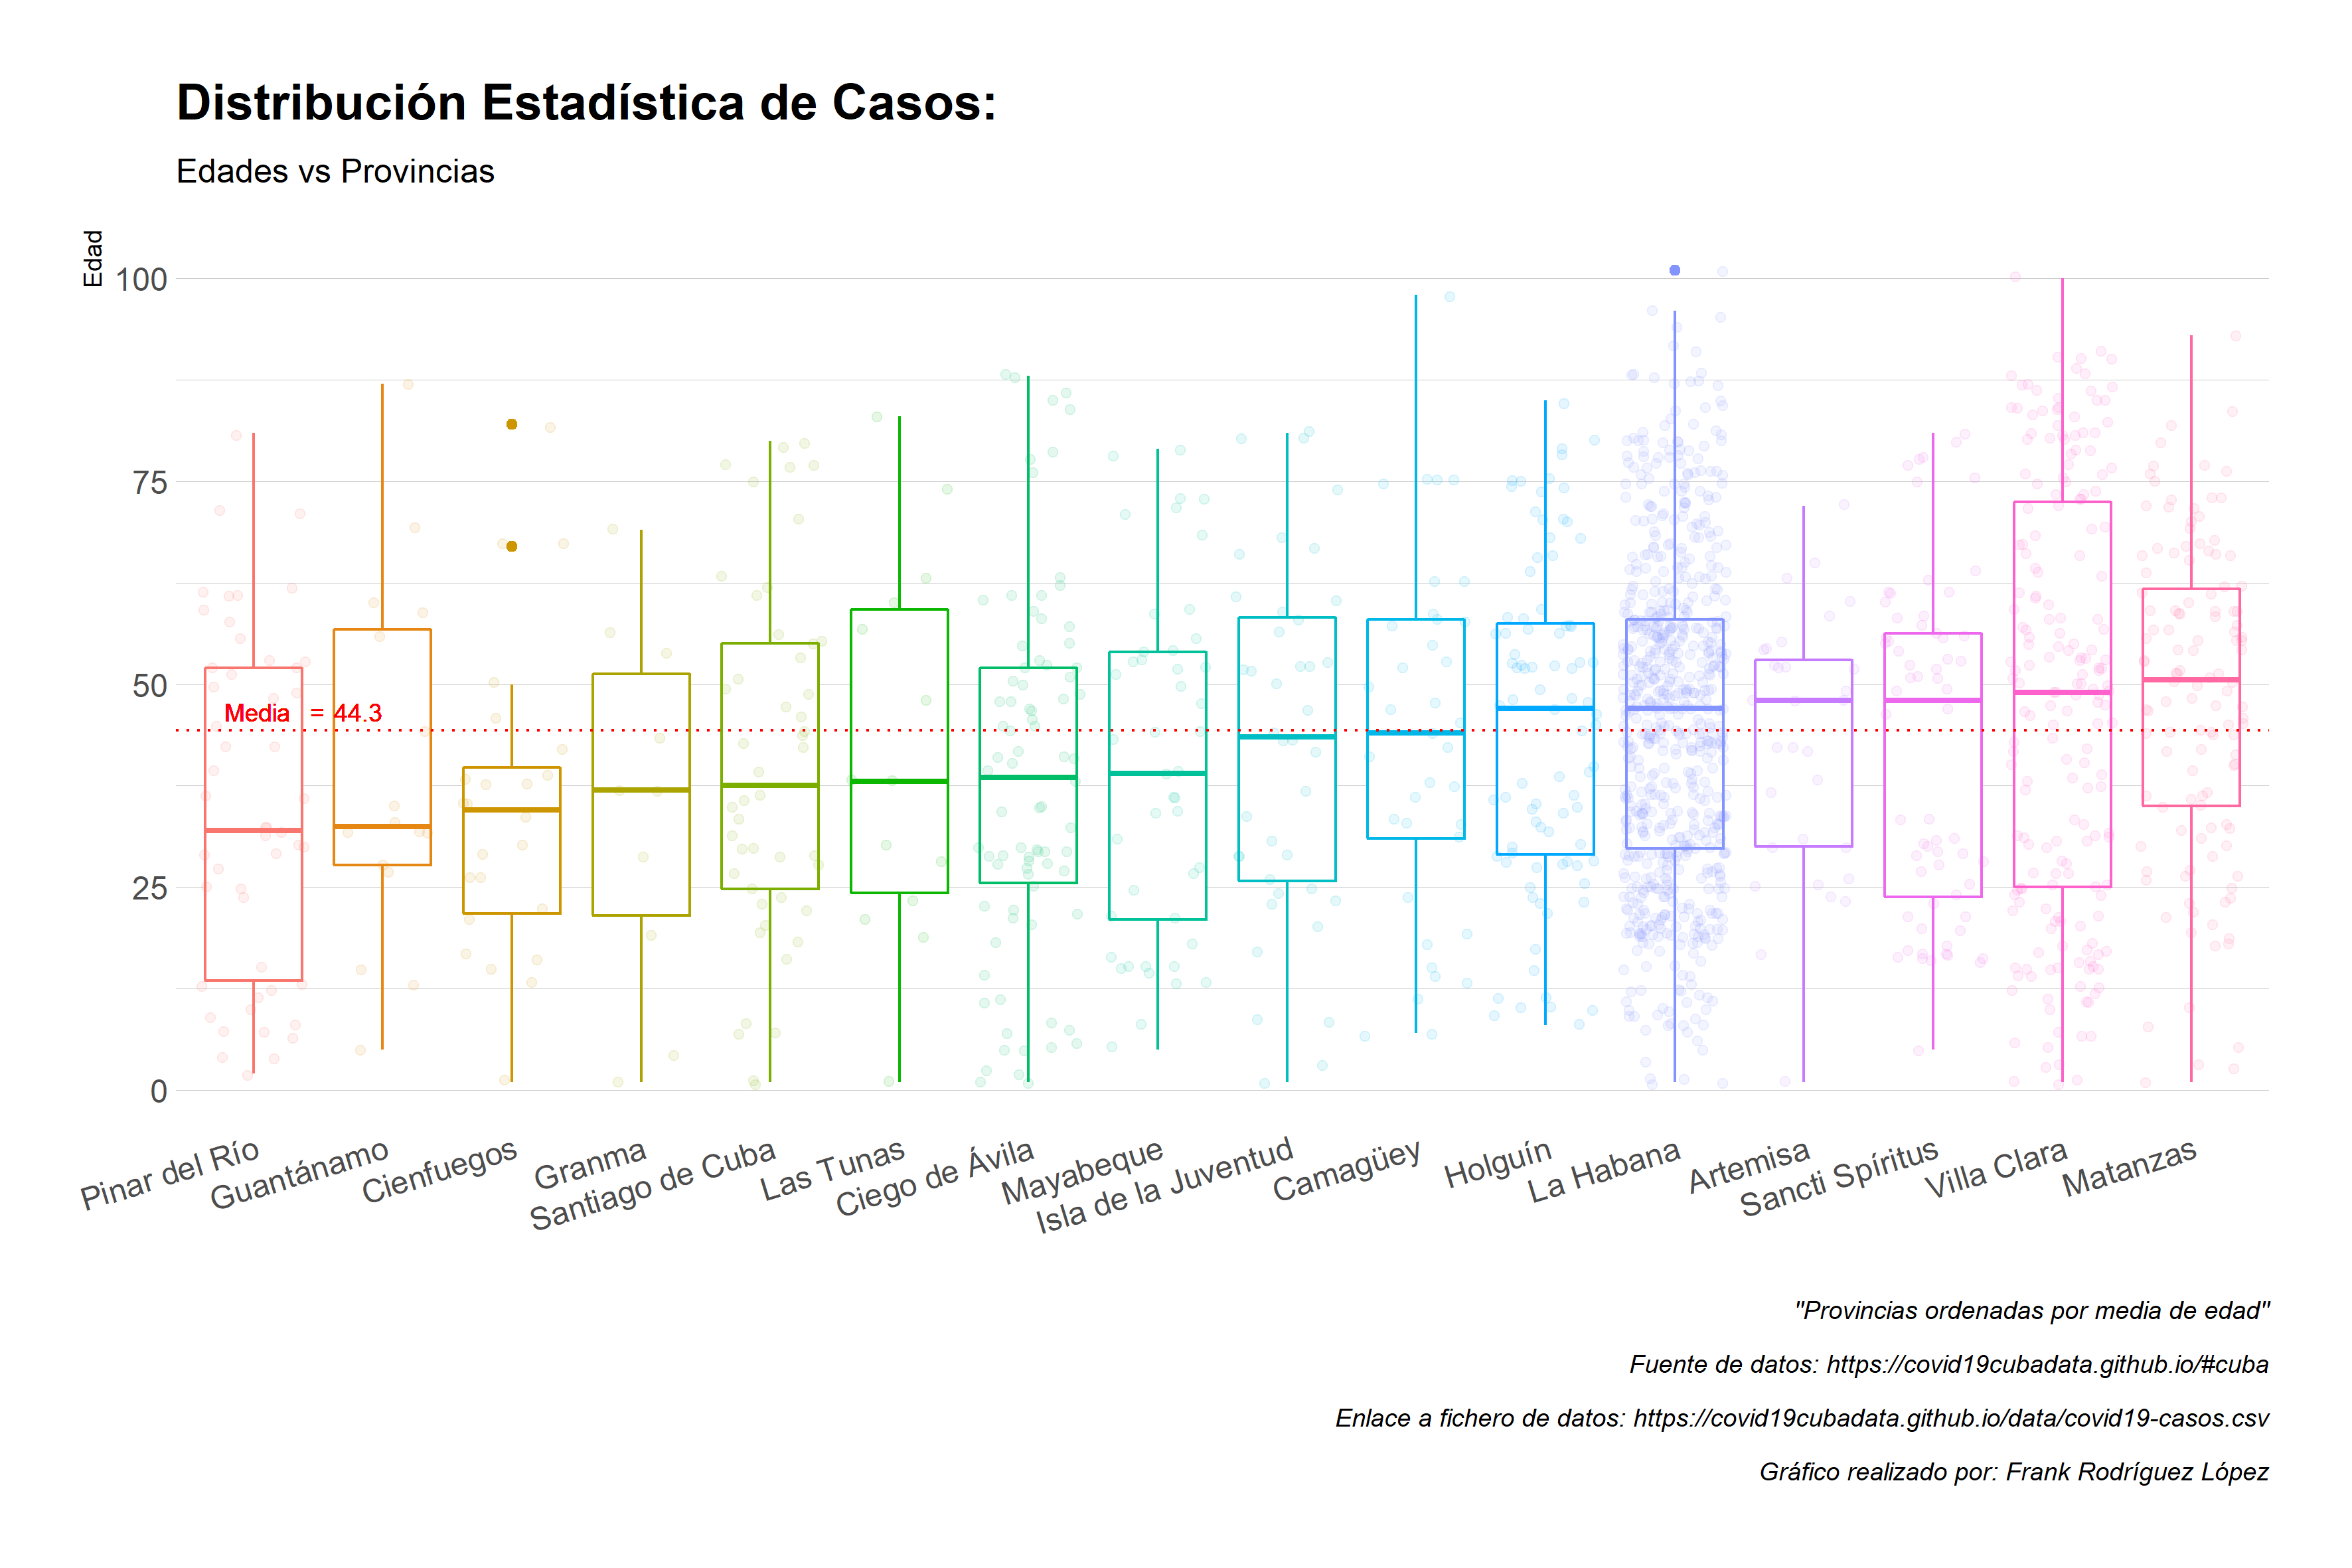 Distribución Estadística de Casos:
Edades vs Provincias
Edad
100
75
50
25
0
Media = 44.3
Pinar del Río
Guantánamo
Cienfuegos
Granma
Santiago de Cuba
Las Tunas
Ciego de Ávila
Mayabeque
Isla de la Juventud
Camagüey
Holguín
La Habana
Artemisa
Sancti Spíritus
Villa Clara
Matanzas
"Provincias ordenadas por media de edad"
Fuente de datos: https://covid19cubadata.github.io/#cuba
Enlace a fichero de datos: https://covid19cubadata.github.io/data/covid19-casos.csv
Gráfico realizado por: Frank Rodríguez López